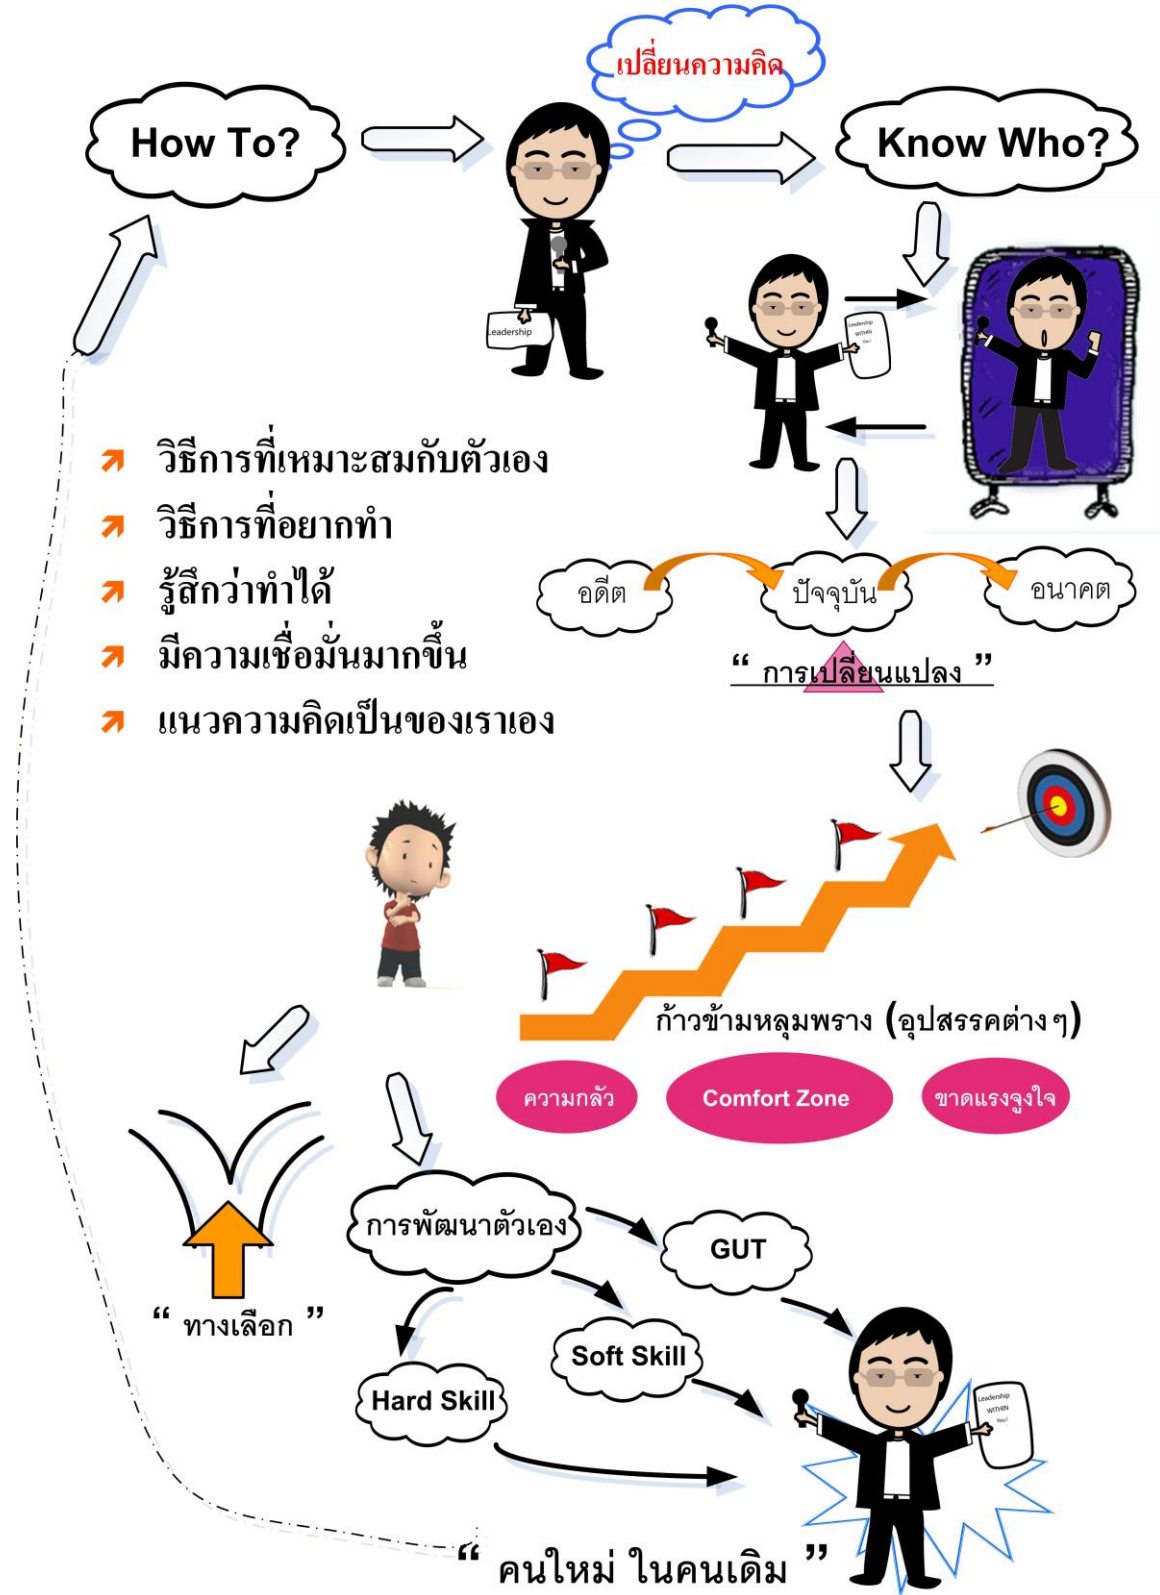 เปลี่ยนความคิด
How To?
Know Who?
Leadership
Leadership
WITHIN
You !
วิธีการที่เหมาะสมกับตัวเอง
วิธีการที่อยากทำ
รู้สึกว่าทำได้
มีความเชื่อมั่นมากขึ้น
แนวความคิดเป็นของเราเอง
อดีต
ปัจจุบัน
อนาคต
“ การเปลี่ยนแปลง ”
ก้าวข้ามหลุมพราง (อุปสรรคต่างๆ)
ความกลัว
Comfort Zone
ขาดแรงจูงใจ
การพัฒนาตัวเอง
GUT
“ ทางเลือก ”
Soft Skill
Hard Skill
Leadership
WITHIN
You !
“ คนใหม่ ในคนเดิม ”